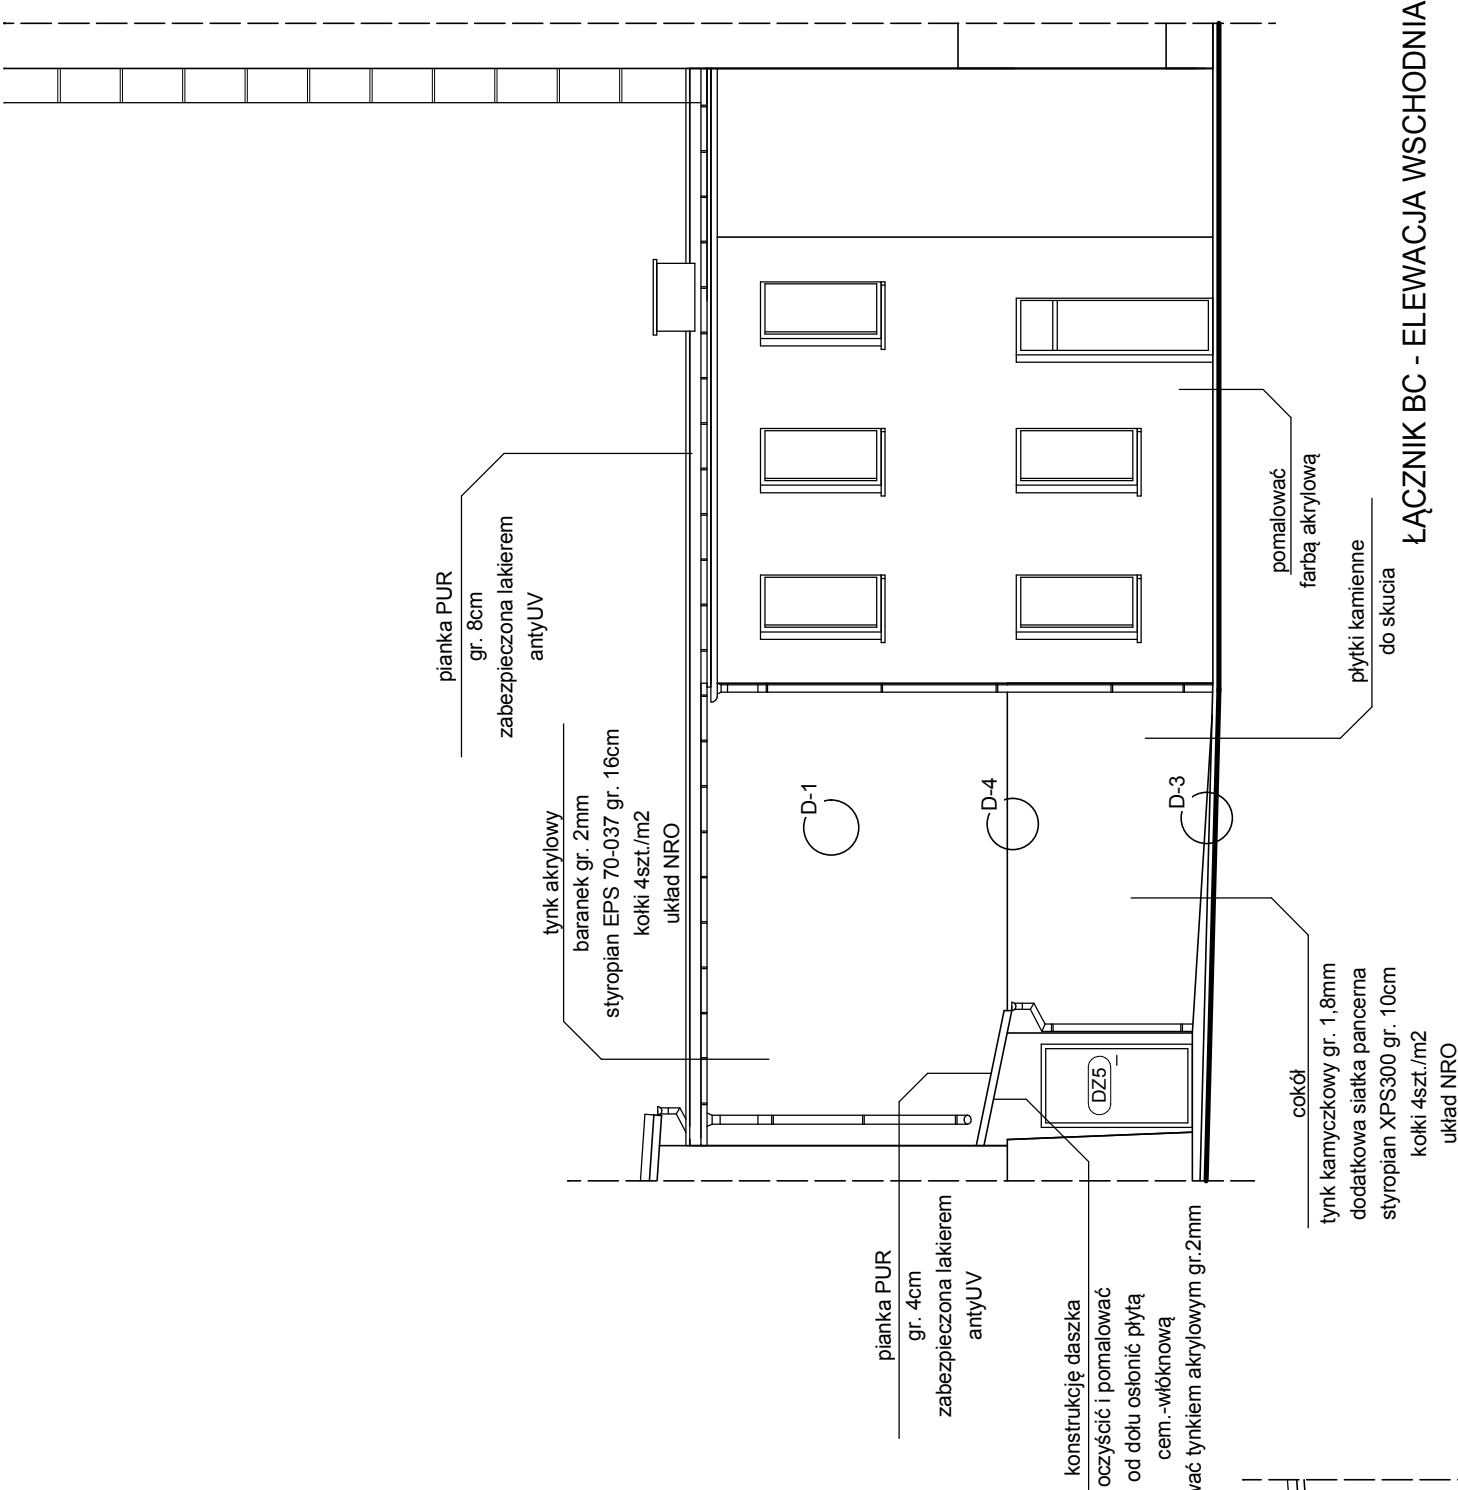 pianka PUR
gr. 8cm
zabezpieczona lakierem
antyUV
tynk akrylowy
baranek gr. 2mm
styropian EPS 70-037 gr. 16cm
kołki 4szt./m2
układ NRO
pianka PUR
gr. 4cm
zabezpieczona lakierem
antyUV
konstrukcję daszka
oczyścić i pomalować
od dołu osłonić płytą
cem.-włóknową
wać tynkiem akrylowym gr.2mm
D-1
D-4
D-3
DZ5
cokół
tynk kamyczkowy gr. 1,8mm
dodatkowa siatka pancerna
styropian XPS300 gr. 10cm
kołki 4szt./m2
układ NRO
pomalować
farbą akrylową
płytki kamienne
do skucia
ŁĄCZNIK BC - ELEWACJA WSCHODNIA